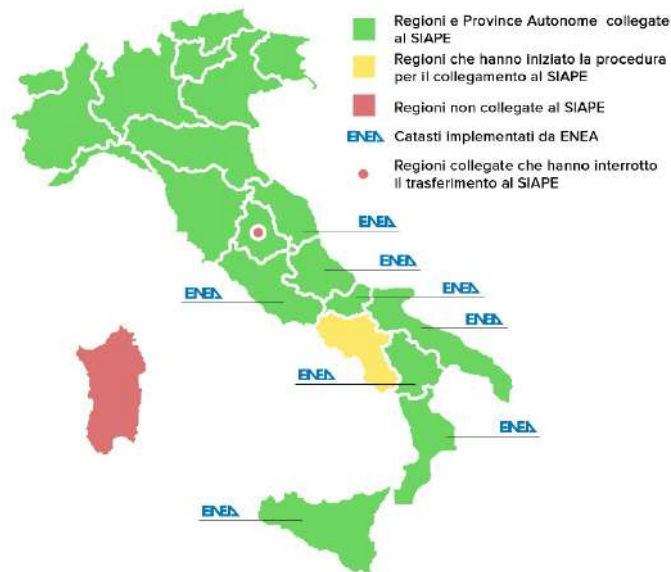 Regioni e Province Autonome collegate
al SIAPE
Regioni che hanno iniziato la procedura
per il collegamento al SIAPE
Regioni non collegate al SIAPE
ENEA Catasti implementati da ENEA
Regioni collegate che hanno interrotto
il trasferimento al SIAPE
ENEA
ENEA
ENEA
ENEA
ENEA
ENEA
ENEA
ENEA